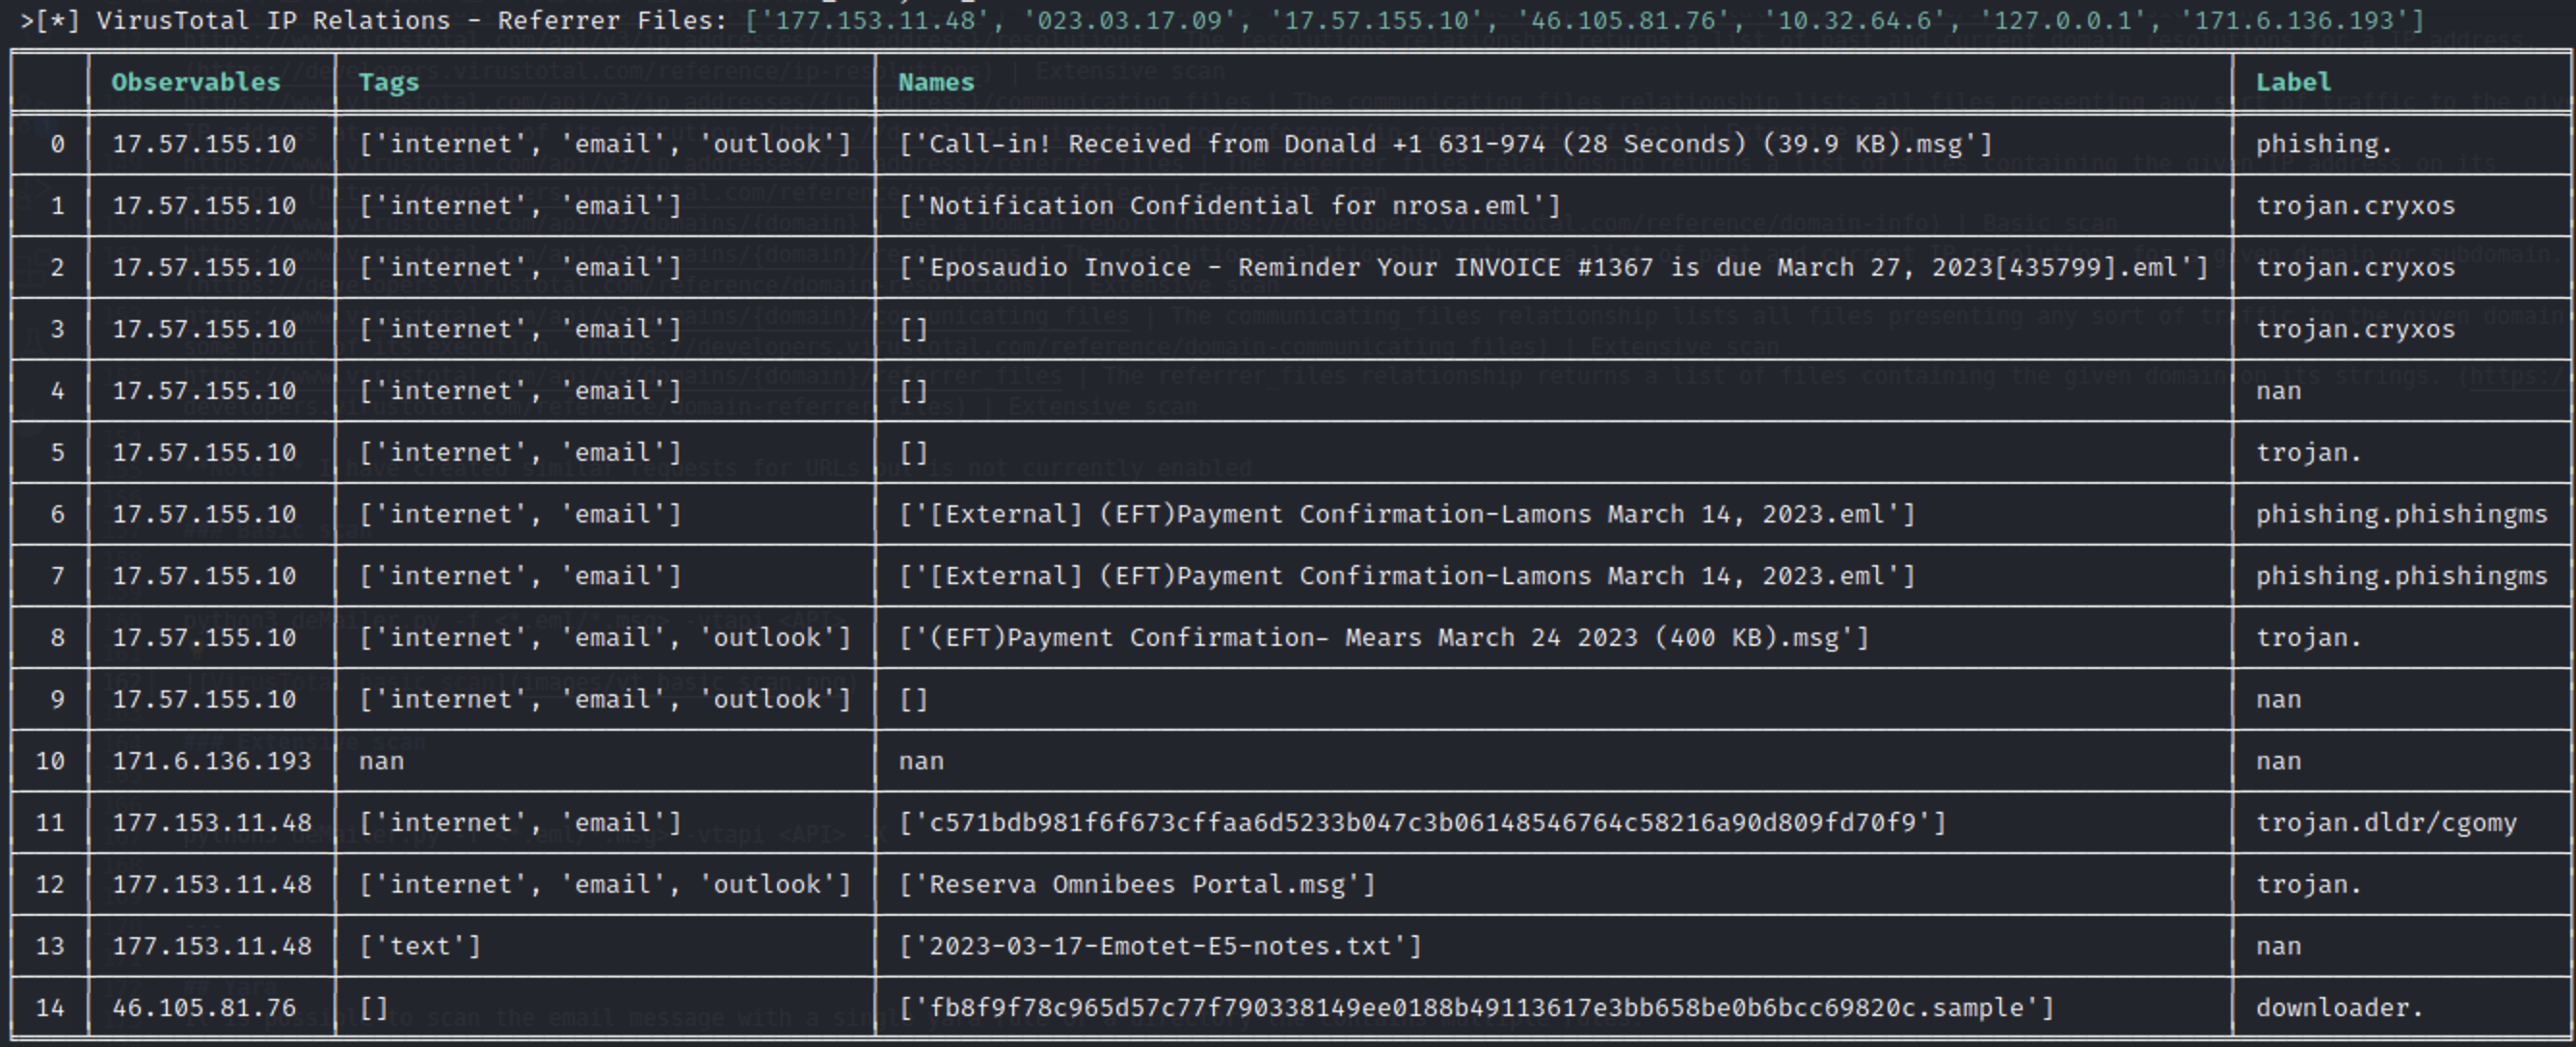 >[*] VirusTotal IP Relations - Referrer Files: ['177.153.11.48', '023.03.17.09', '17.57.155.10', '46.105.81.76', '10.32.64.6', '127.0.0.1', '171.6.136.193']
Observables Tags Names Label
0 17.57.155.10 ['internet', 'email', 'outlook'] ['Call-in! Received from Donald +1 631-974 (28 Seconds) (39.9 KB).msg'] phishing.
1 17.57.155.10 ['internet', 'email'] ['Notification Confidential for nrosa.eml'] trojan.cryxos
2 17.57.155.10 ['internet', 'email'] ['Eposaudio Invoice - Reminder Your INVOICE #1367 is due March 27, 2023[435799].eml'] trojan.cryxos
3 17.57.155.10 ['internet', 'email'] [] trojan.cryxos
4 17.57.155.10 ['internet', 'email'] [] nan
5 17.57.155.10 ['internet', 'email'] [] trojan.
6 17.57.155.10 ['internet', 'email'] ['[External] (EFT)Payment Confirmation-Lamons March 14, 2023.eml'] phishing.phishingms
7 17.57.155.10 ['internet', 'email'] ['[External] (EFT)Payment Confirmation-Lamons March 14, 2023.eml'] phishing.phishingms
8 17.57.155.10 ['internet', 'email', 'outlook'] ['(EFT)Payment Confirmation- Mears March 24 2023 (400 KB).msg'] trojan.
9 17.57.155.10 ['internet', 'email', 'outlook'] [] nan
10 171.6.136.193 nan nan nan
11 177.153.11.48 ['internet', 'email'] ['c571bdb981f6f673cffaa6d5233b047c3b06148546764c58216a90d809fd70f9'] trojan.dldr/cgomy
12 177.153.11.48 ['internet', 'email', 'outlook'] ['Reserva Omnibees Portal.msg'] trojan.
13 177.153.11.48 ['text'] ['2023-03-17-Emotet-E5-notes.txt'] nan
14 46.105.81.76 [] ['fb8f9f78c965d57c77f790338149ee0188b49113617e3bb658be0b6bcc69820c.sample'] downloader.